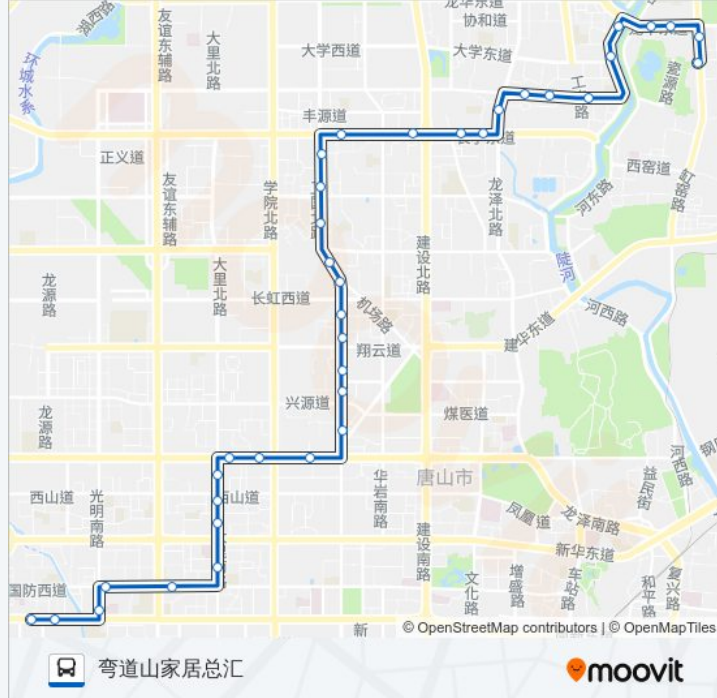 龙华东道
湖西路
协和道
友谊东辅路
大里北路
大学西道
大学东道
环城水系
瓷源路
丰源道
长宁东道
正义道
西窑道
缸窑路
友谊东辅路
学院北路
龙泽北路
河东路
建设北路
陡河
大里北路
龙源路
长虹西道
机场路
河西路
建华东道
翔云道
兴源道
龙源路
煤医道
河西路
唐山市
益民街
华岩南路
西山道
光明南路
西山道
凤凰道
龙泽南路
建设南路
新华东道
国防西道
文化路
增盛路
车站路
和平路
复兴路
新
© OpenStreetMap contributors | © OpenMapTiles
弯道山家居总汇
moovit